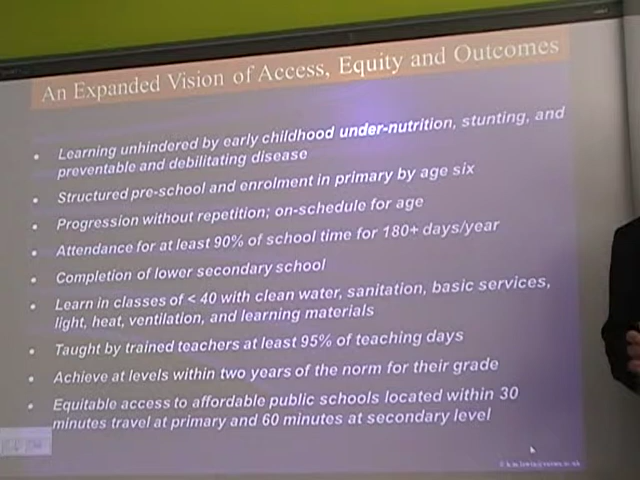 An Expanded Vision of Access, Equity and Outcomes
• Learning unhindered by early childhood under-nutrition, stunting, and
preventable and debilitating disease
• Structured pre-school and enrolment in primary by age six
• Progression without repetition; on-schedule for age
• Attendance for at least 90% of school time for 180+ days/year
• Completion of lower secondary school
• Learn in classes of < 40 with clean water, sanitation, basic services,
light, heat, ventilation, and learning materials
• Taught by trained teachers at least 95% of teaching days
• Achieve at levels within two years of the norm for their grade
• Equitable access to affordable public schools located within 30
minutes travel at primary and 60 minutes at secondary level